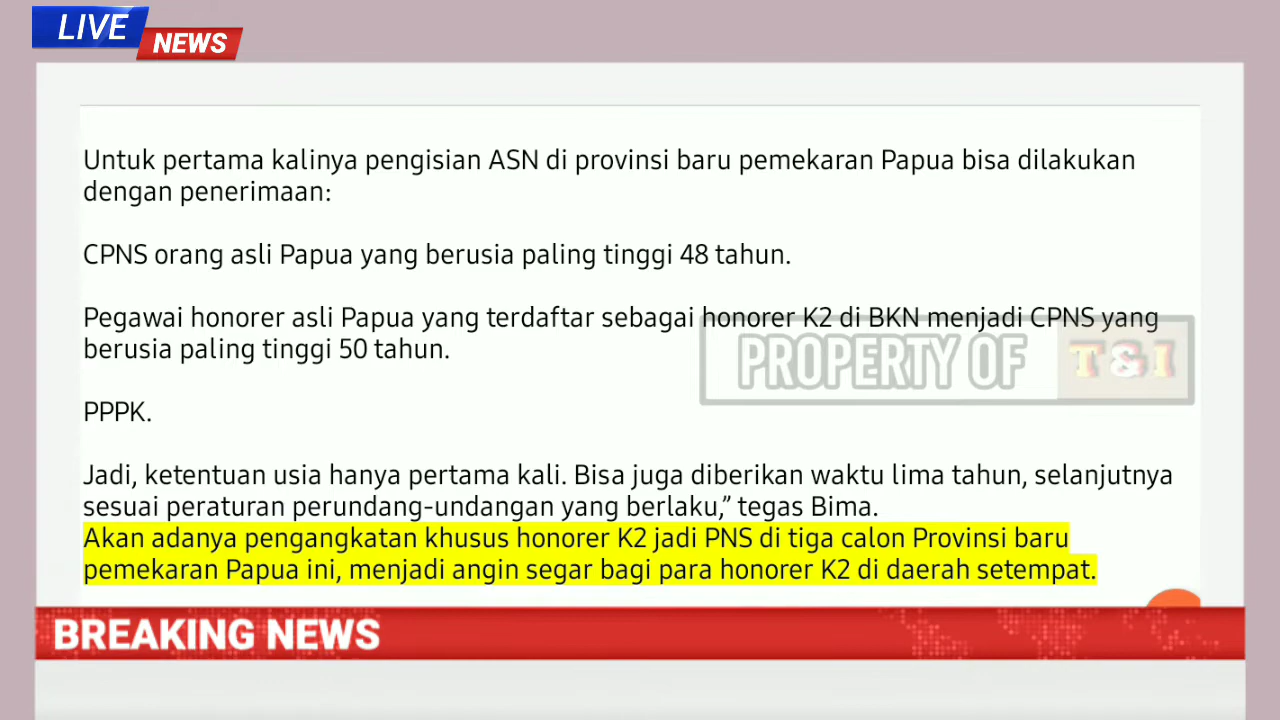 LIVE
NEWS
Untuk pertama kalinya pengisian ASN di provinsi baru pemekaran Papua bisa dilakukan
dengan penerimaan:
CPNS orang asli Papua yang berusia paling tinggi 48 tahun.
Pegawai honorer asli Papua yang terdaftar sebagai honorer K2 di BKN menjadi CPNS yang
berusia paling tinggi 50 tahun.
PROPERTY OF T&I
PPPK.
Jadi, ketentuan usia hanya pertama kali. Bisa juga diberikan waktu lima tahun, selanjutnya
sesuai peraturan perundang-undangan yang berlaku,” tegas Bima.
Akan adanya pengangkatan khusus honorer K2 jadi PNS di tiga calon Provinsi baru
pemekaran Papua ini, menjadi angin segar bagi para honorer K2 di daerah setempat.
BREAKING NEWS